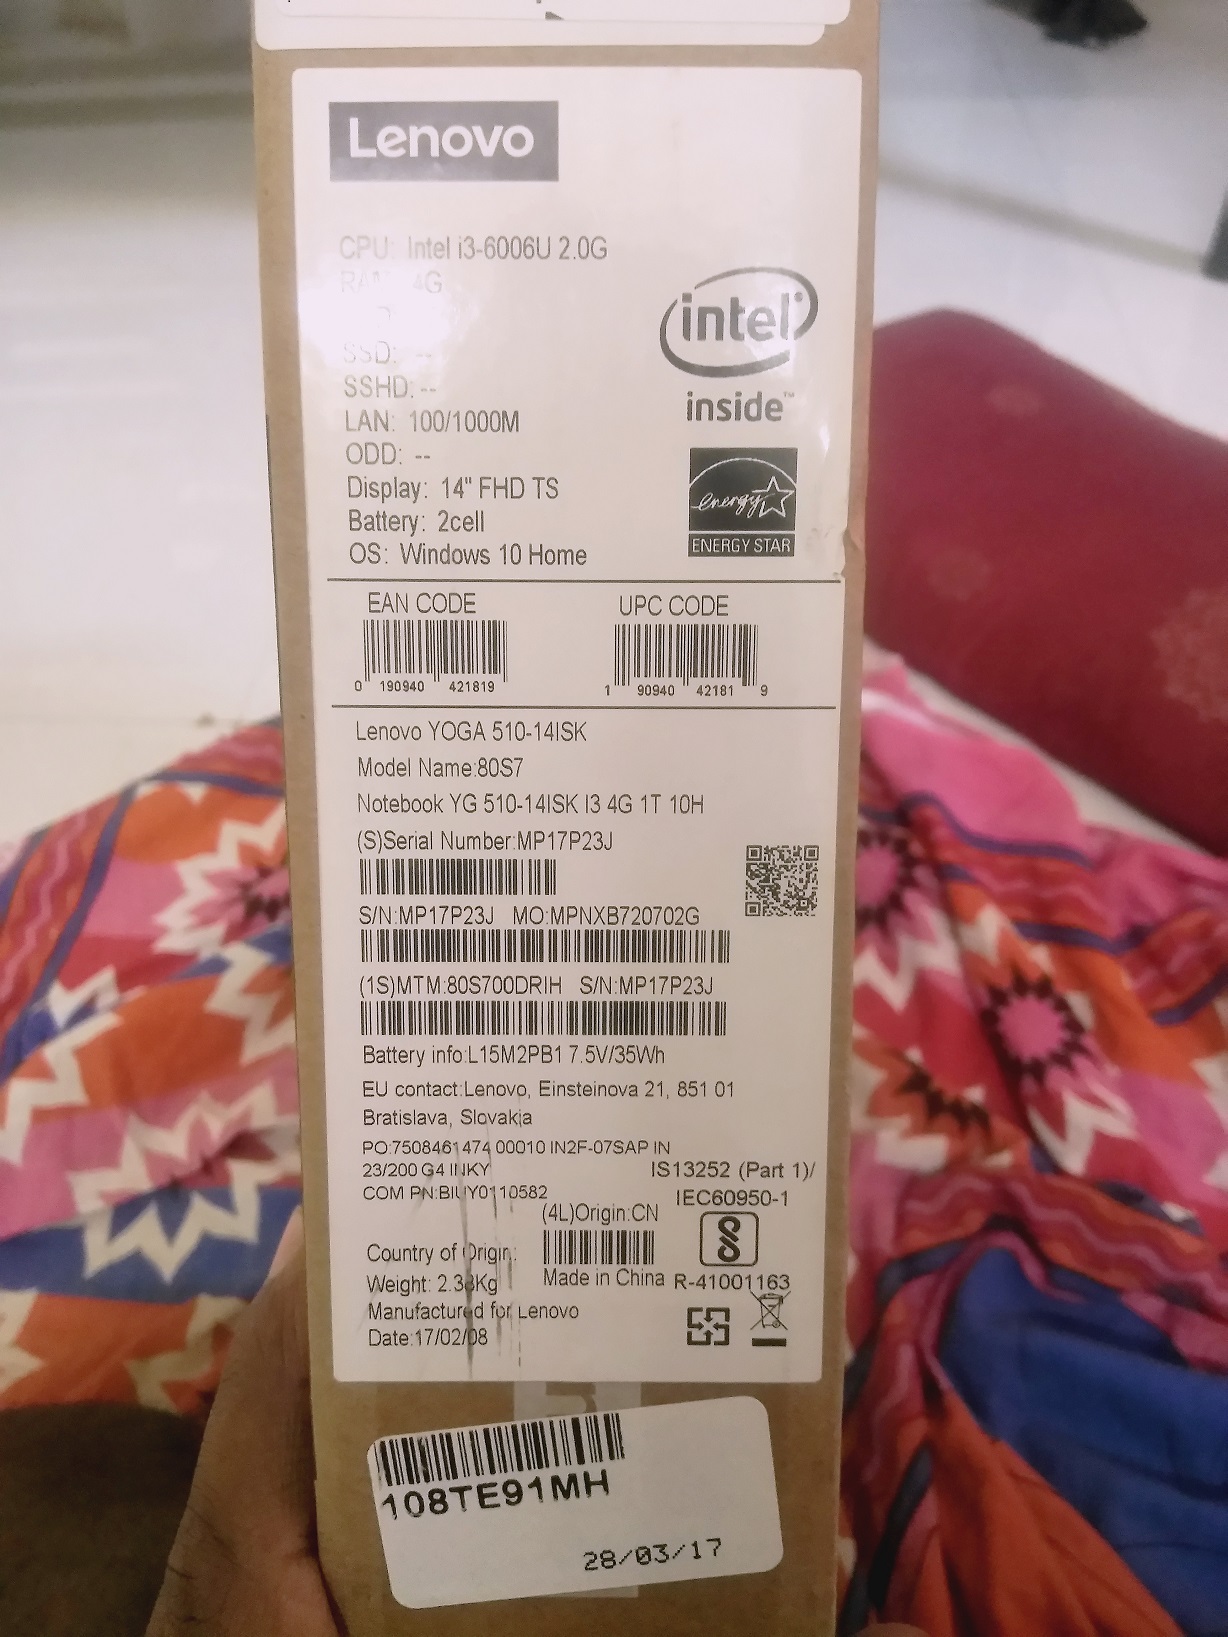 Lenovo
CPU: Intel i3-6006U 2.0G
RAM: 4G
SSD: --
SSHD: --
LAN: 100/1000M
ODD: --
Display: 14" FHD TS
Battery: 2cell
OS: Windows 10 Home
intel
inside™
energy
ENERGY STAR
EAN CODE
UPC CODE
0 190940 421819
1 90940 42181 9
Lenovo YOGA 510-14ISK
Model Name:80S7
Notebook YG 510-14ISK I3 4G 1T 10H
(S)Serial Number:MP17P23J
S/N:MP17P23J MO:MPNXB720702G
(1S)MTM:80S700DRIH S/N:MP17P23J
Battery info:L15M2PB1 7.5V/35Wh
EU contact:Lenovo, Einsteinova 21, 851 01
Bratislava, Slovakia
PO:7508461474 00010 IN2F-07SAP IN
23/200 G4 INKY
COM PN:BIUY0110582
IS13252 (Part 1)/
IEC60950-1
(4L)Origin:CN
Country of Origin:
Made in China
R-41001163
Weight: 2.38Kg
Manufactured for Lenovo
Date:17/02/08
108TE91MH
28/03/17